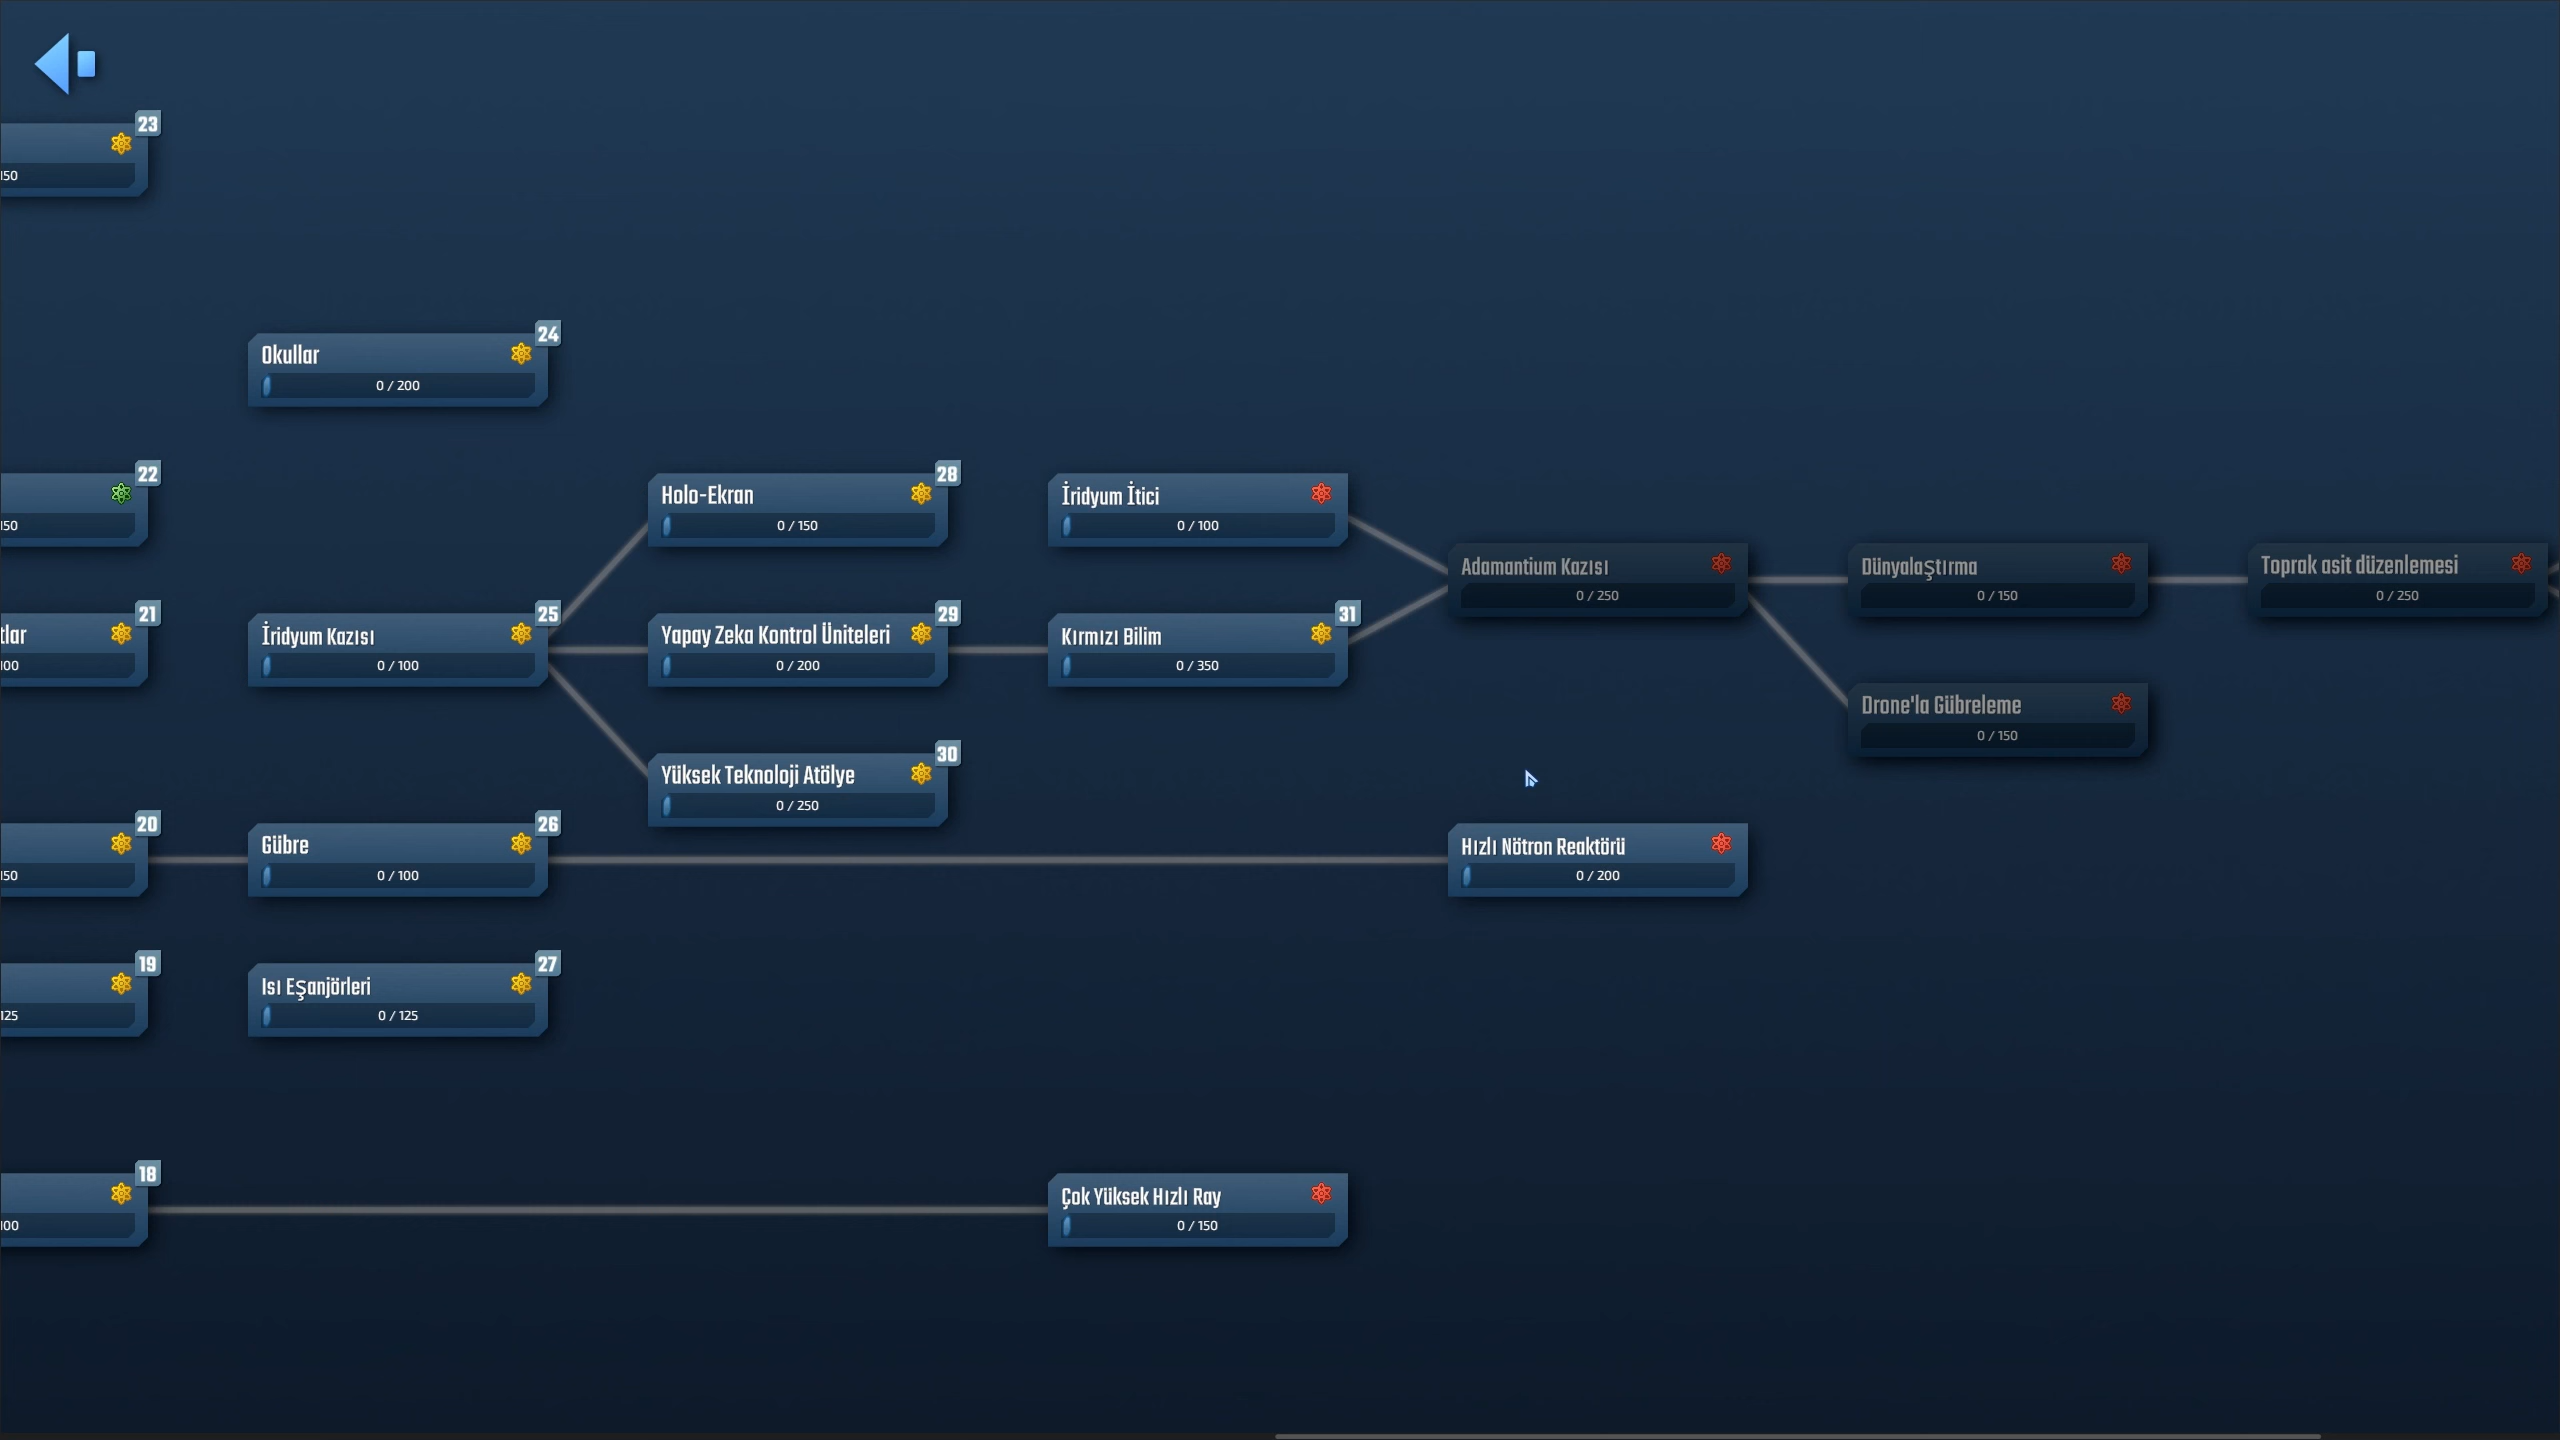 23
150
24
Okullar
0 / 200
22
150
28
Holo-Ekran
0 / 150
İridyum İtici
0 / 100
Adamantium Kazısı
0 / 250
Dünyalaştırma
0 / 150
Toprak asit düzenlemesi
0 / 250
21
tlar
100
25
İridyum Kazısı
0 / 100
29
Yapay Zeka Kontrol Üniteleri
0 / 200
31
Kırmızı Bilim
0 / 350
Drone'la Gübreleme
0 / 150
30
Yüksek Teknoloji Atölye
0 / 250
20
150
26
Gübre
0 / 100
Hızlı Nötron Reaktörü
0 / 200
19
125
27
Isı Eşanjörleri
0 / 125
18
100
Çok Yüksek Hızlı Ray
0 / 150